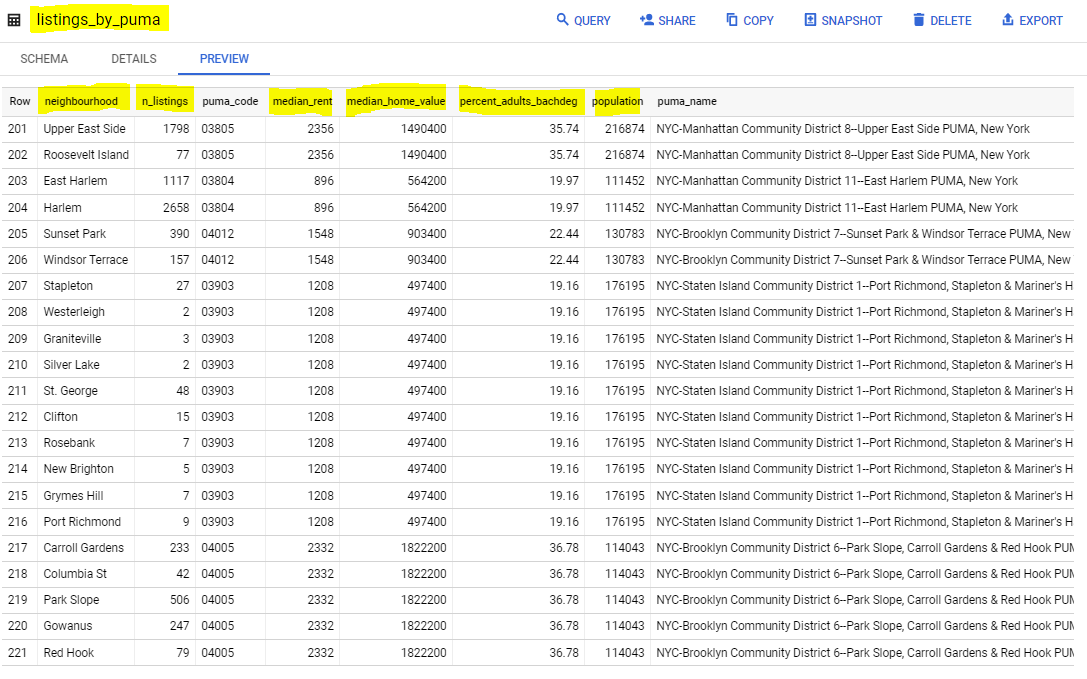 listings_by_puma QUERY SHARE COPY SNAPSHOT DELETE EXPORT
SCHEMA DETAILS PREVIEW
Row neighbourhood n_listings puma_code median_rent median_home_value percent_adults_bachdeg population puma_name
201 Upper East Side 1798 03805 2356 1490400 35.74 216874 NYC-Manhattan Community District 8--Upper East Side PUMA, New York
202 Roosevelt Island 77 03805 2356 1490400 35.74 216874 NYC-Manhattan Community District 8--Upper East Side PUMA, New York
203 East Harlem 1117 03804 896 564200 19.97 111452 NYC-Manhattan Community District 11--East Harlem PUMA, New York
204 Harlem 2658 03804 896 564200 19.97 111452 NYC-Manhattan Community District 11--East Harlem PUMA, New York
205 Sunset Park 390 04012 1548 903400 22.44 130783 NYC-Brooklyn Community District 7--Sunset Park & Windsor Terrace PUMA, New
206 Windsor Terrace 157 04012 1548 903400 22.44 130783 NYC-Brooklyn Community District 7--Sunset Park & Windsor Terrace PUMA, New
207 Stapleton 27 03903 1208 497400 19.16 176195 NYC-Staten Island Community District 1--Port Richmond, Stapleton & Mariner's H
208 Westerleigh 2 03903 1208 497400 19.16 176195 NYC-Staten Island Community District 1--Port Richmond, Stapleton & Mariner's H
209 Graniteville 3 03903 1208 497400 19.16 176195 NYC-Staten Island Community District 1--Port Richmond, Stapleton & Mariner's H
210 Silver Lake 2 03903 1208 497400 19.16 176195 NYC-Staten Island Community District 1--Port Richmond, Stapleton & Mariner's H
211 St. George 48 03903 1208 497400 19.16 176195 NYC-Staten Island Community District 1--Port Richmond, Stapleton & Mariner's H
212 Clifton 15 03903 1208 497400 19.16 176195 NYC-Staten Island Community District 1--Port Richmond, Stapleton & Mariner's H
213 Rosebank 7 03903 1208 497400 19.16 176195 NYC-Staten Island Community District 1--Port Richmond, Stapleton & Mariner's H
214 New Brighton 5 03903 1208 497400 19.16 176195 NYC-Staten Island Community District 1--Port Richmond, Stapleton & Mariner's H
215 Grymes Hill 7 03903 1208 497400 19.16 176195 NYC-Staten Island Community District 1--Port Richmond, Stapleton & Mariner's H
216 Port Richmond 9 03903 1208 497400 19.16 176195 NYC-Staten Island Community District 1--Port Richmond, Stapleton & Mariner's H
217 Carroll Gardens 233 04005 2332 1822200 36.78 114043 NYC-Brooklyn Community District 6--Park Slope, Carroll Gardens & Red Hook PUM
218 Columbia St 42 04005 2332 1822200 36.78 114043 NYC-Brooklyn Community District 6--Park Slope, Carroll Gardens & Red Hook PUM
219 Park Slope 506 04005 2332 1822200 36.78 114043 NYC-Brooklyn Community District 6--Park Slope, Carroll Gardens & Red Hook PUM
220 Gowanus 247 04005 2332 1822200 36.78 114043 NYC-Brooklyn Community District 6--Park Slope, Carroll Gardens & Red Hook PUM
221 Red Hook 79 04005 2332 1822200 36.78 114043 NYC-Brooklyn Community District 6--Park Slope, Carroll Gardens & Red Hook PUM